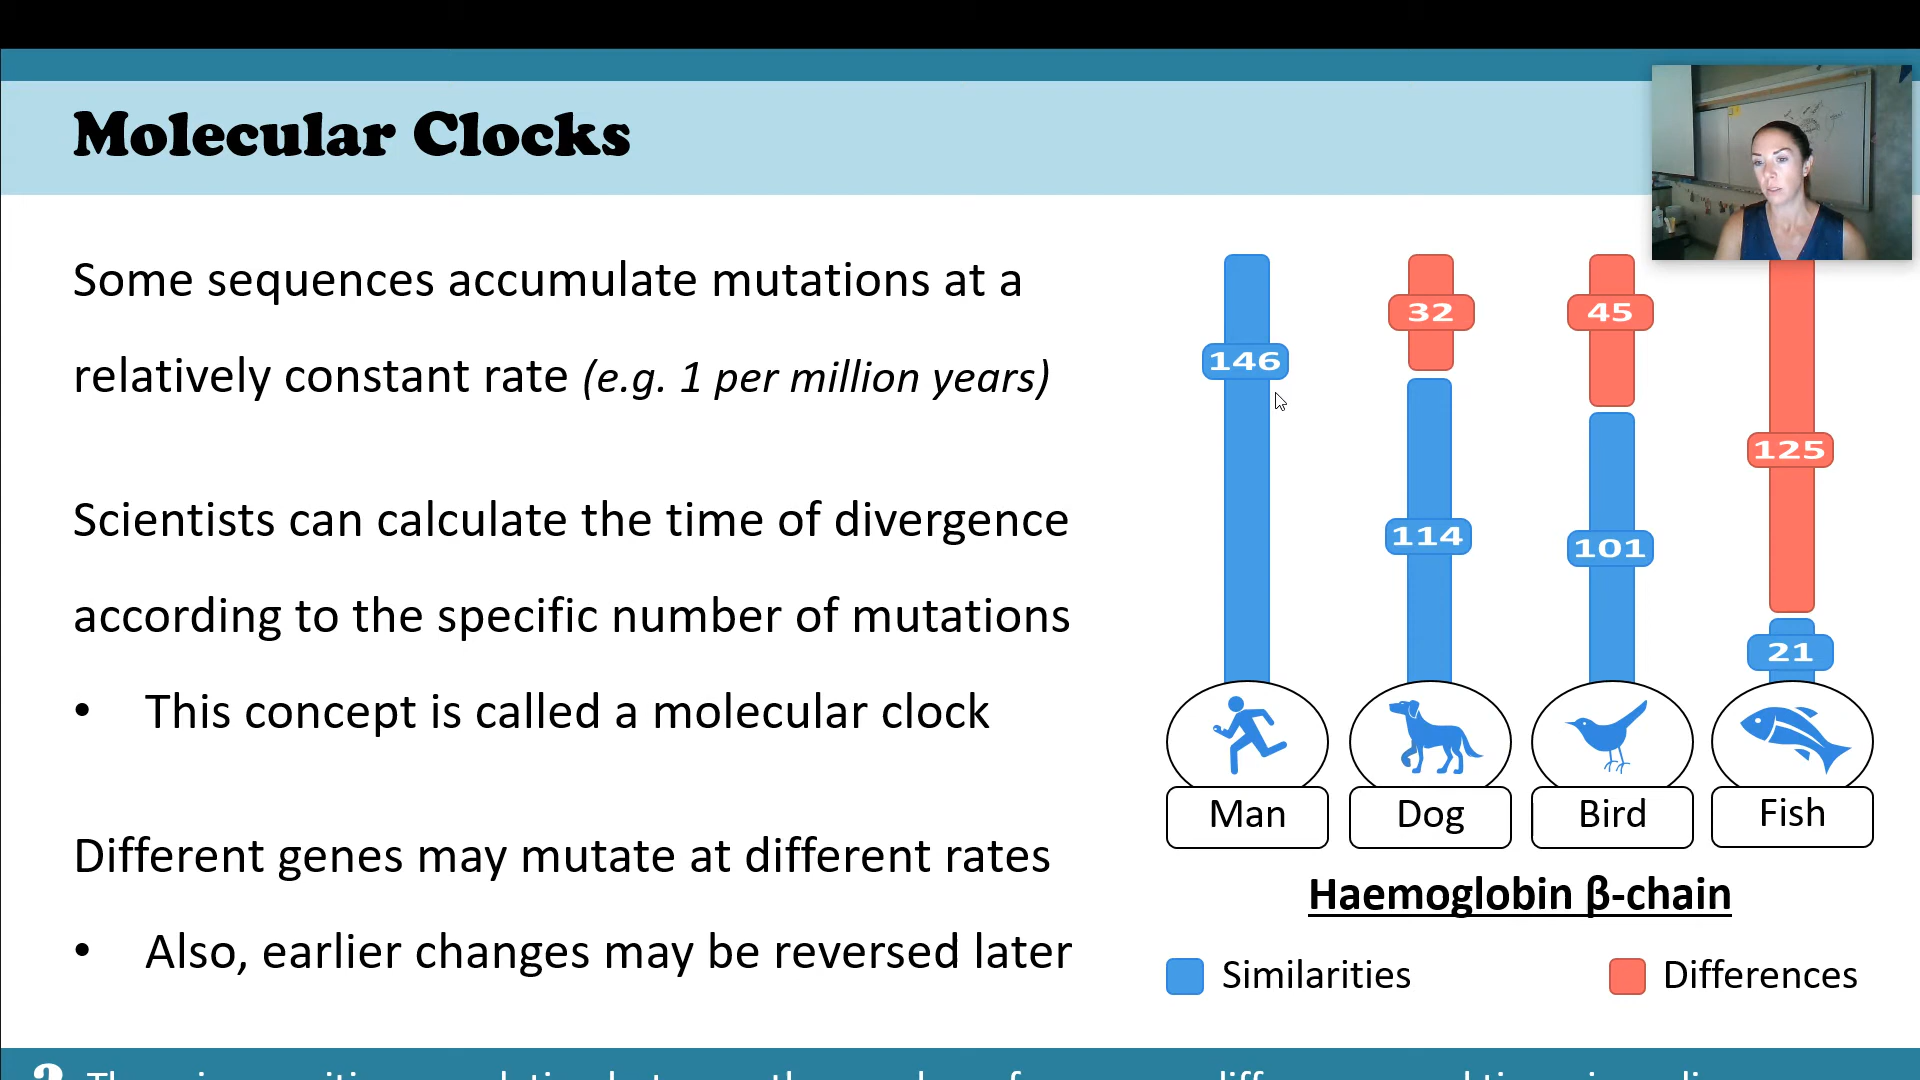 Molecular Clocks
Some sequences accumulate mutations at a
relatively constant rate (e.g. 1 per million years)
Scientists can calculate the time of divergence
according to the specific number of mutations
• This concept is called a molecular clock
Different genes may mutate at different rates
• Also, earlier changes may be reversed later
32
45
146
125
114
101
21
Man
Dog
Bird
Fish
Haemoglobin β-chain
Similarities
Differences